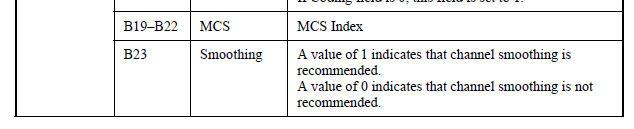 If Coding field is 0, this field is set to 1.
B19–B22 MCS MCS Index
B23 Smoothing A value of 1 indicates that channel smoothing is
recommended.
A value of 0 indicates that channel smoothing is not
recommended.